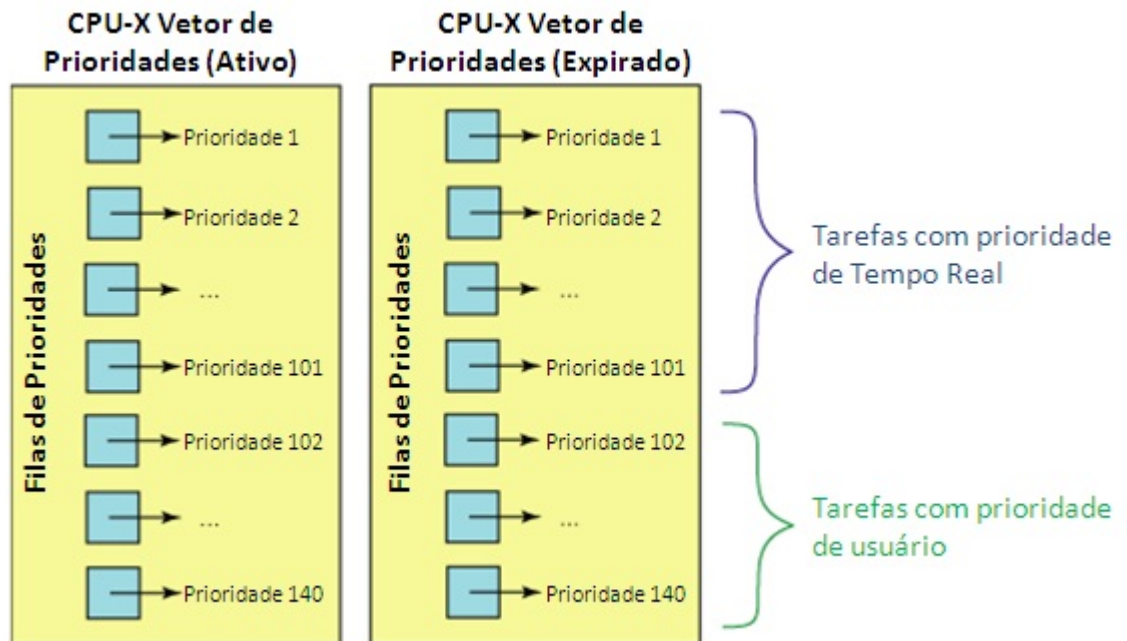 CPU-X Vetor de
Prioridades (Ativo)
Filas de Prioridades
Prioridade 1
Prioridade 2
...
Prioridade 101
Prioridade 102
...
Prioridade 140
CPU-X Vetor de
Prioridades (Expirado)
Filas de Prioridades
Prioridade 1
Prioridade 2
...
Prioridade 101
Prioridade 102
...
Prioridade 140
Tarefas com prioridade
de Tempo Real
Tarefas com prioridade
de usuário